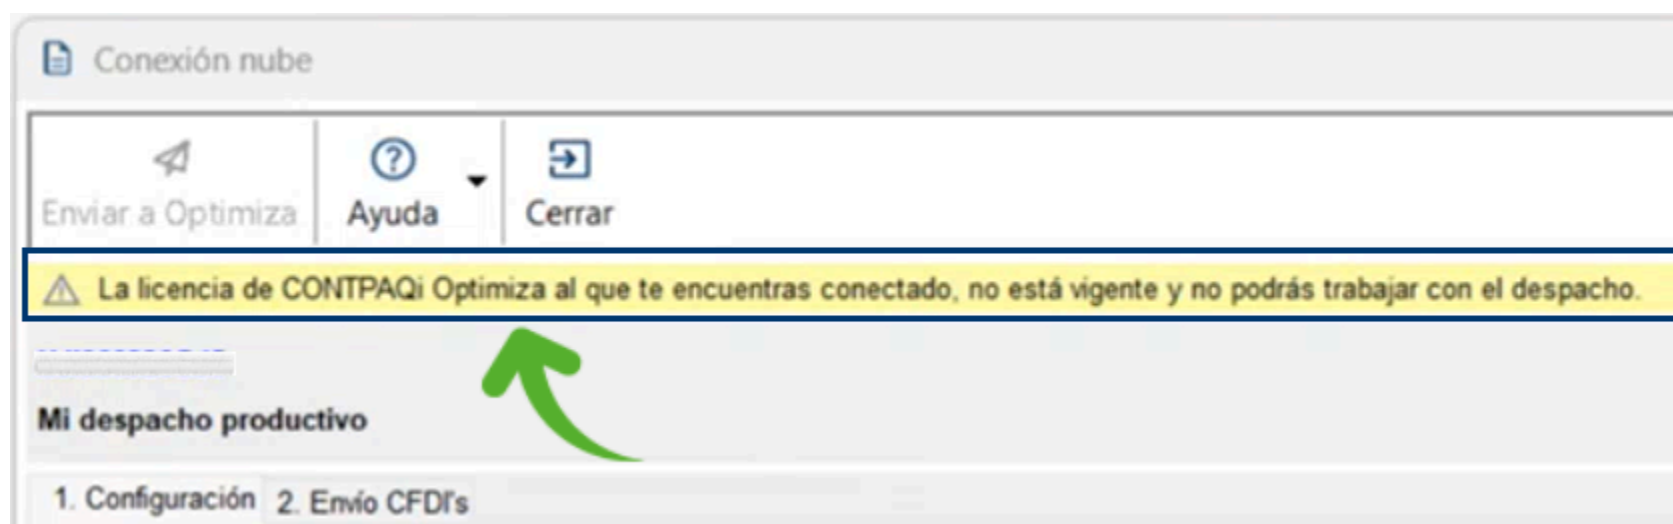 Conexión nube
Enviar a Optimiza Ayuda Cerrar
La licencia de CONTPAQi Optimiza al que te encuentras conectado, no está vigente y no podrás trabajar con el despacho.
Mi despacho productivo
1. Configuración 2. Envío CFDI's